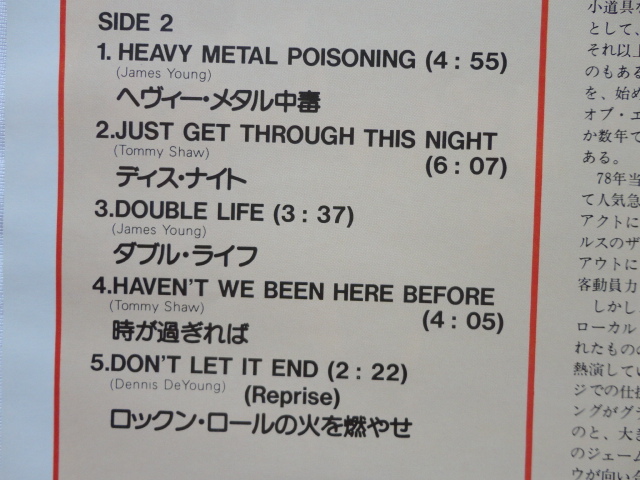 SIDE 2
1. HEAVY METAL POISONING (4 : 55)
(James Young)
ヘヴィー・メタル中毒
2.JUST GET THROUGH THIS NIGHT
(Tommy Shaw)
(6 : 07)
ディス・ナイト
3.DOUBLE LIFE (3 : 37)
(James Young)
ダブル・ライフ
4.HAVEN'T WE BEEN HERE BEFORE
(Tommy Shaw)
(4 : 05)
時が過ぎれば
5.DON'T LET IT END (2 : 22)
(Dennis DeYoung)
(Reprise)
ロックン・ロールの火を燃やせ
小道具を
として、
それ以上
のもある
を、始め
オブ・エ
か数年で
ある。
78年当
て人気急
アクトに
ルスのザ
アウトに
客動員力
しかし
ローカル
れたものの
熱演してい
ジでの仕掛
ングがグラ
のと、大き
のジェーム
ウが向い合